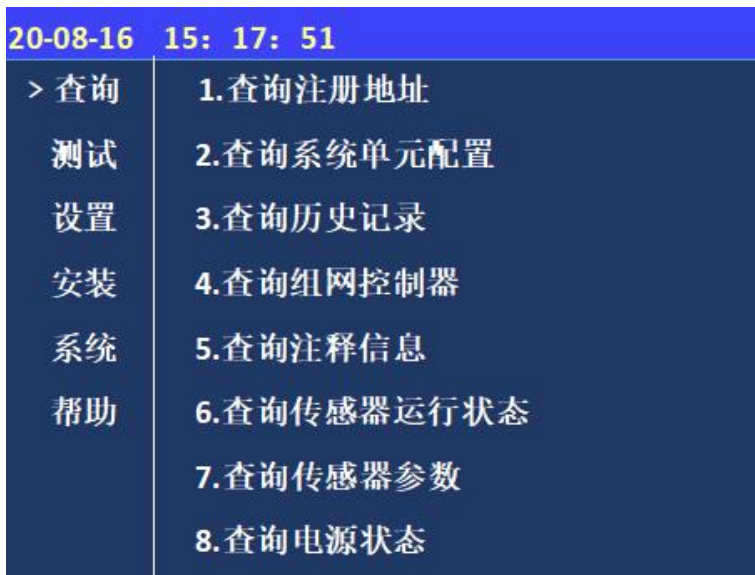 20-08-16 15：17：51
> 查询 1.查询注册地址
测试 2.查询系统单元配置
设置 3.查询历史记录
安装 4.查询组网控制器
系统 5.查询注释信息
帮助 6.查询传感器运行状态
7.查询传感器参数
8.查询电源状态